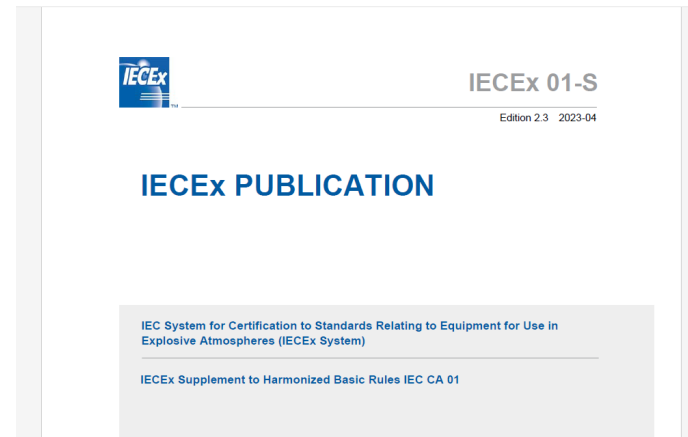 IECEx
TM
IECEx 01-S
Edition 2.3 2023-04
IECEx PUBLICATION
IEC System for Certification to Standards Relating to Equipment for Use in
Explosive Atmospheres (IECEx System)
IECEx Supplement to Harmonized Basic Rules IEC CA 01